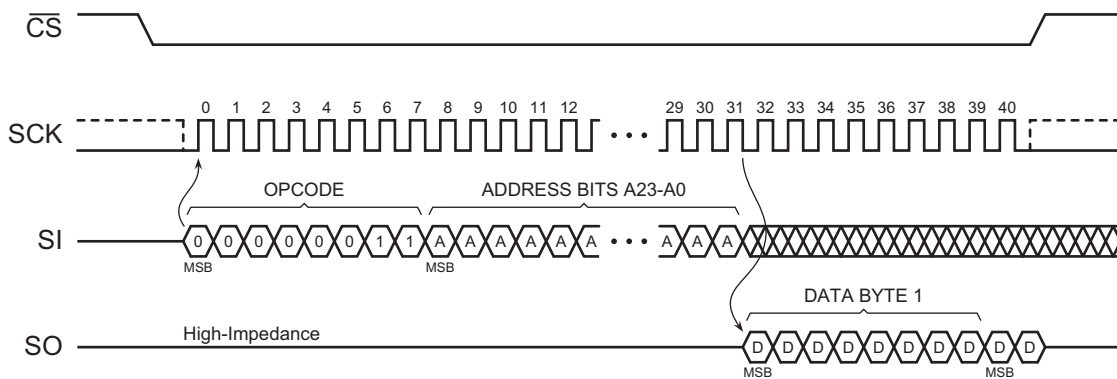 CS
0 1 2 3 4 5 6 7 8 9 10 11 12 29 30 31 32 33 34 35 36 37 38 39 40
SCK
OPCODE ADDRESS BITS A23-A0
SI 0 0 0 0 0 0 1 1 A A A A A A A A A
MSB MSB
DATA BYTE 1
High-Impedance
SO D D D D D D D D D D
MSB MSB